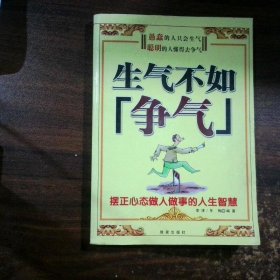 愚蠢的人只会生气
聪明的人懂得去争气
生气不如
「争气」
摆正心态做人做事的人生智慧